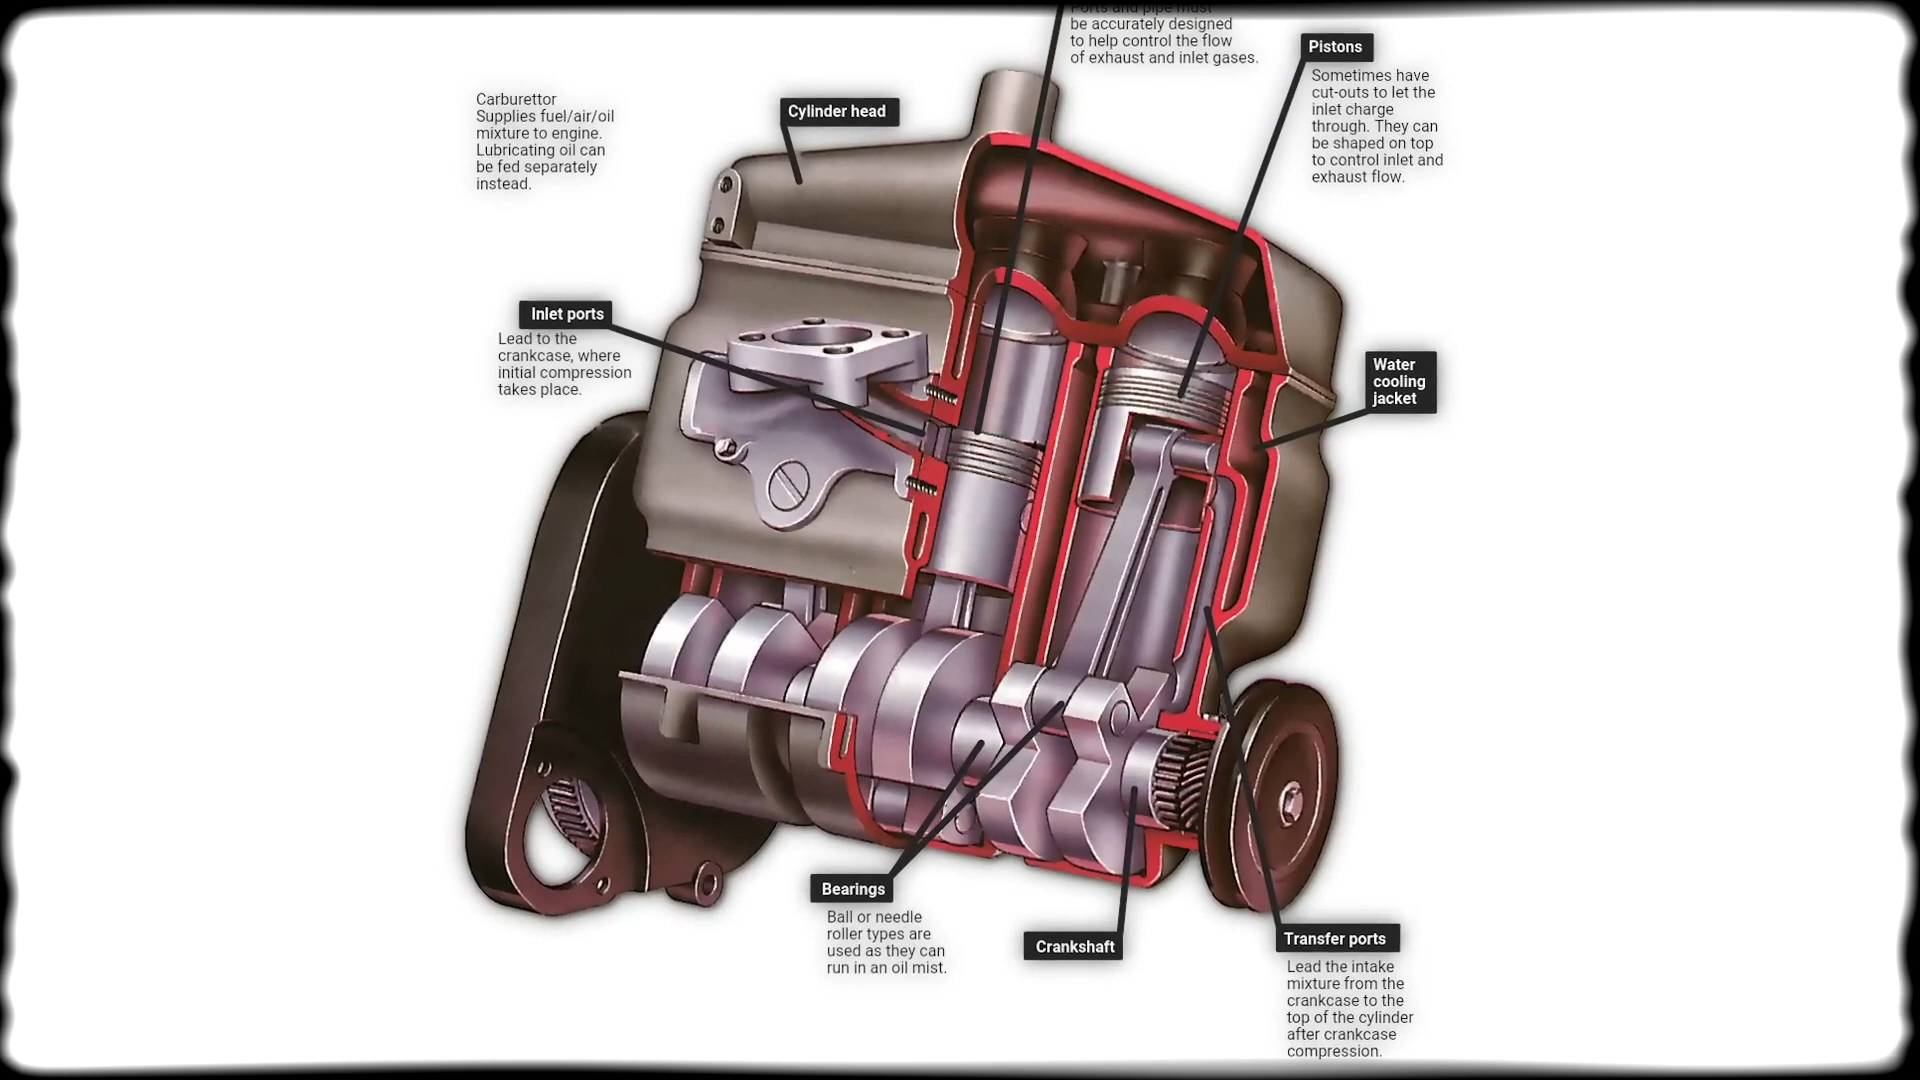 Ports and pipe must
be accurately designed
to help control the flow
of exhaust and inlet gases.
Pistons
Sometimes have
cut-outs to let the
inlet charge
through. They can
be shaped on top
to control inlet and
exhaust flow.
Carburettor
Supplies fuel/air/oil
mixture to engine.
Lubricating oil can
be fed separately
instead.
Cylinder head
Inlet ports
Lead to the
crankcase, where
initial compression
takes place.
Water
cooling
jacket
Bearings
Ball or needle
roller types are
used as they can
run in an oil mist.
Crankshaft
Transfer ports
Lead the intake
mixture from the
crankcase to the
top of the cylinder
after crankcase
compression.